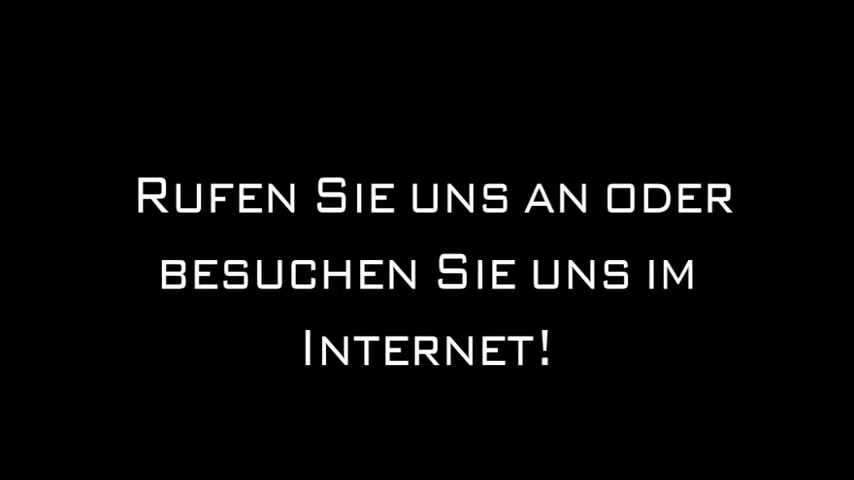 Rufen Sie uns an oder
besuchen Sie uns im
Internet!